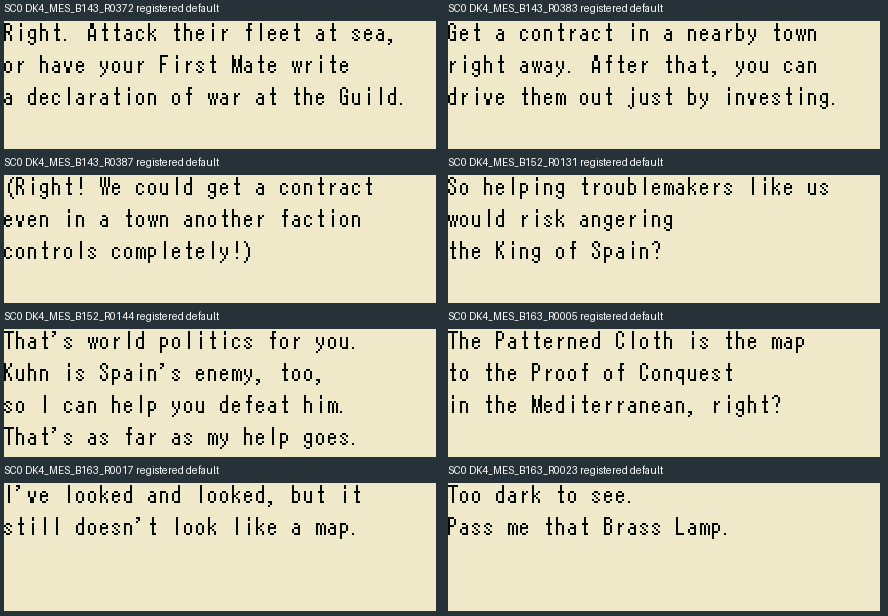 SC0 DK4_MES_B143_R0372 registered default
Right. Attack their fleet at sea,
or have your First Mate write
a declaration of war at the Guild.
SC0 DK4_MES_B143_R0383 registered default
Get a contract in a nearby town
right away. After that, you can
drive them out just by investing.
SC0 DK4_MES_B143_R0387 registered default
(Right! We could get a contract
even in a town another faction
controls completely!)
SC0 DK4_MES_B152_R0131 registered default
So helping troublemakers like us
would risk angering
the King of Spain?
SC0 DK4_MES_B152_R0144 registered default
That's world politics for you.
Kuhn is Spain's enemy, too,
so I can help you defeat him.
That's as far as my help goes.
SC0 DK4_MES_B163_R0005 registered default
The Patterned Cloth is the map
to the Proof of Conquest
in the Mediterranean, right?
SC0 DK4_MES_B163_R0017 registered default
I've looked and looked, but it
still doesn't look like a map.
SC0 DK4_MES_B163_R0023 registered default
Too dark to see.
Pass me that Brass Lamp.